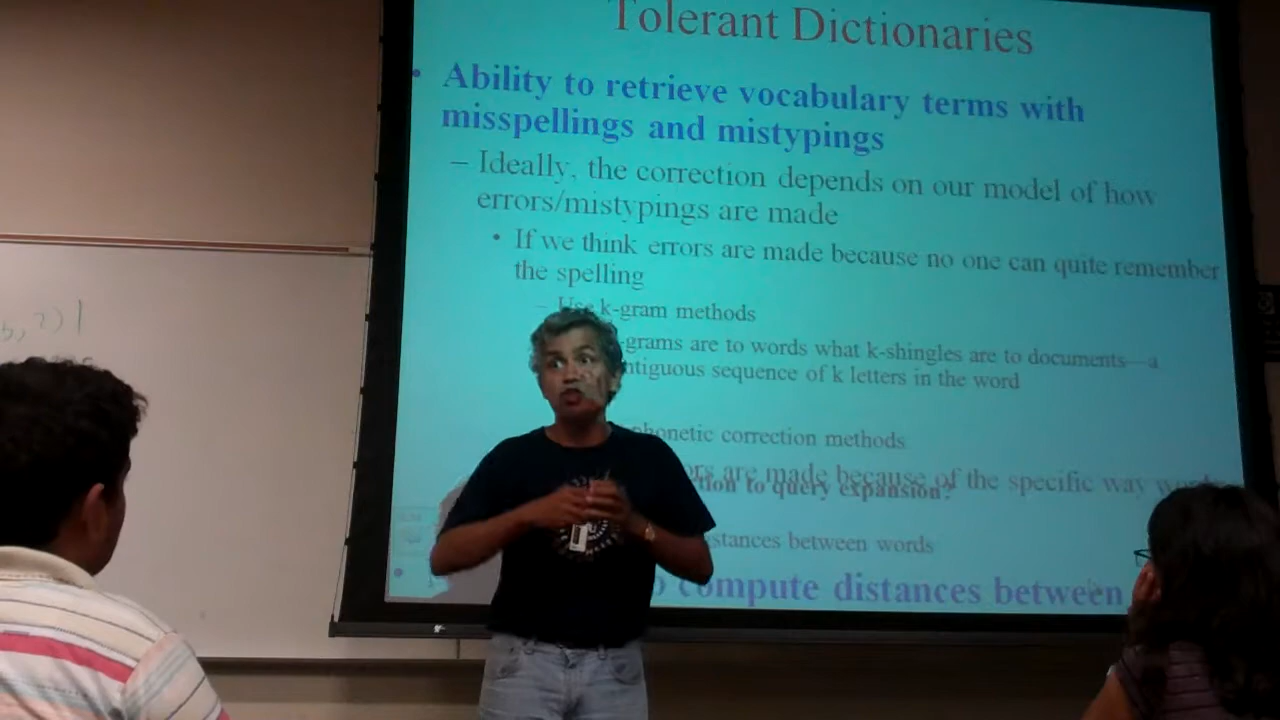 Tolerant Dictionaries
• Ability to retrieve vocabulary terms with
misspellings and mistypings
– Ideally, the correction depends on our model of how
errors/mistypings are made
• If we think errors are made because no one can quite remember
the spelling
– Use k-gram methods
-grams are to words what k-shingles are to documents—a
ntiguous sequence of k letters in the word
phonetic correction methods
ors are made because of the specific way
tion to query expansion?
stances between words
compute distances between